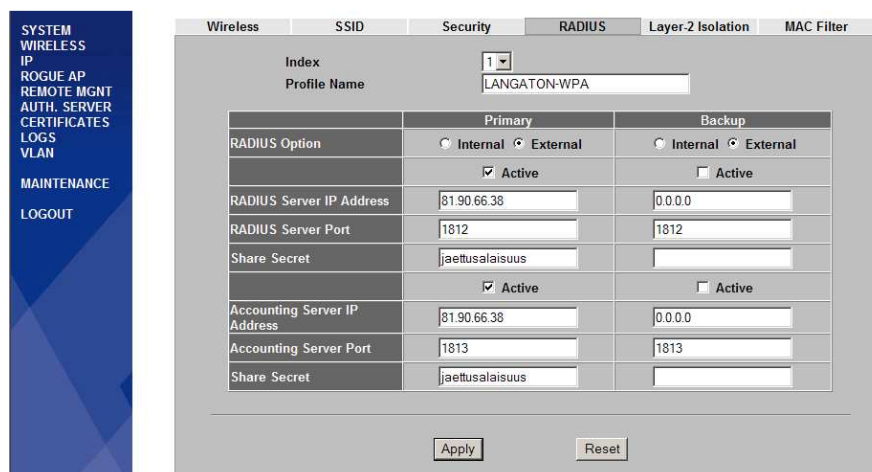 SYSTEM
WIRELESS
IP
ROGUE AP
REMOTE MGNT
AUTH. SERVER
CERTIFICATES
LOGS
VLAN
MAINTENANCE
LOGOUT
Wireless SSID Security RADIUS Layer-2 Isolation MAC Filter
Index 1
Profile Name LANGATON-WPA
Primary Backup
RADIUS Option Internal External Internal External
Active Active
RADIUS Server IP Address 81.90.66.38 0.0.0.0
RADIUS Server Port 1812 1812
Share Secret jaettusalaisuus
Active Active
Accounting Server IP
Address 81.90.66.38 0.0.0.0
Accounting Server Port 1813 1813
Share Secret jaettusalaisuus
Apply Reset